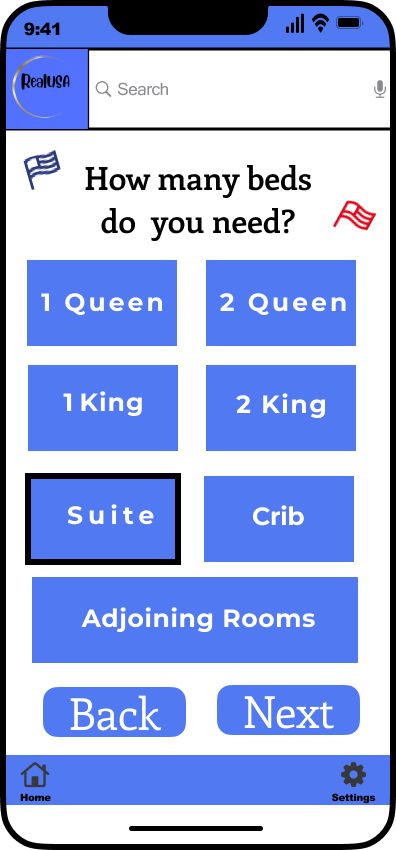 9:41
RealUSA
Search
How many beds
do you need?
1 Queen
2 Queen
1 King
2 King
Suite
Crib
Adjoining Rooms
Back
Next
Home
Settings